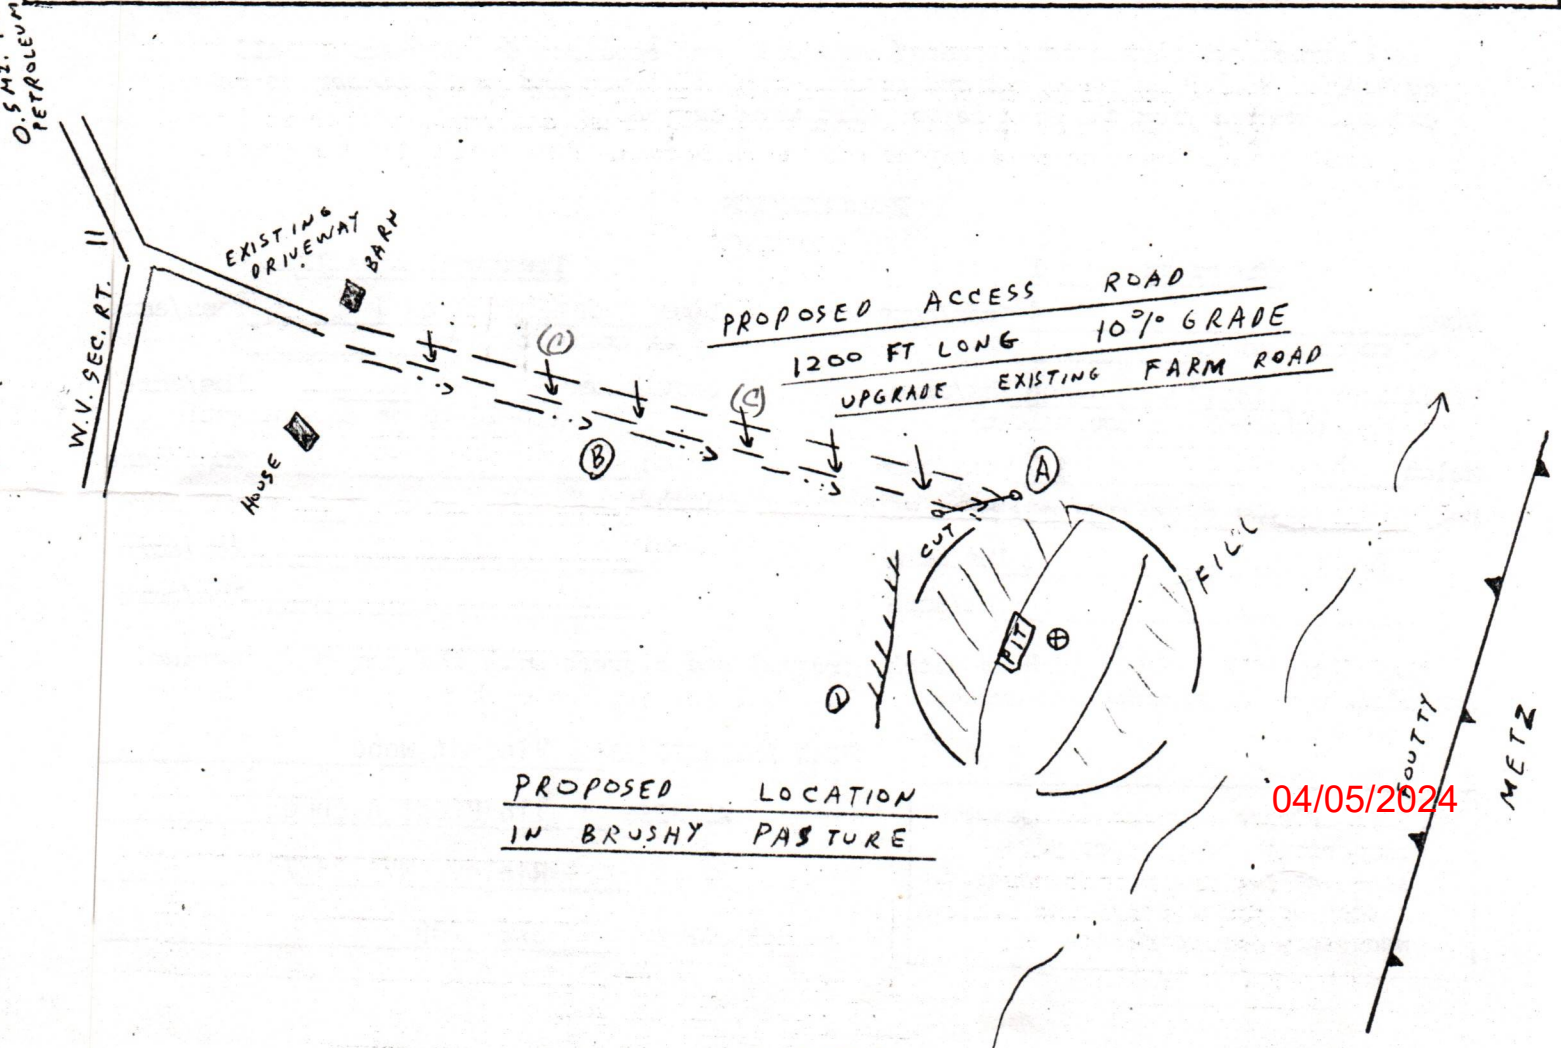 0.5 MI.
PETROLEUM
W.V. SEC. RT. 11
EXISTING
DRIVEWAY
BARN
HOUSE
PROPOSED ACCESS ROAD
1200 FT LONG 10% GRADE
UPGRADE EXISTING FARM ROAD
(C)
(C)
B
A
CUT
FILL
PIT
1
PROPOSED LOCATION
IN BRUSHY PASTURE
METZ
04/05/2024